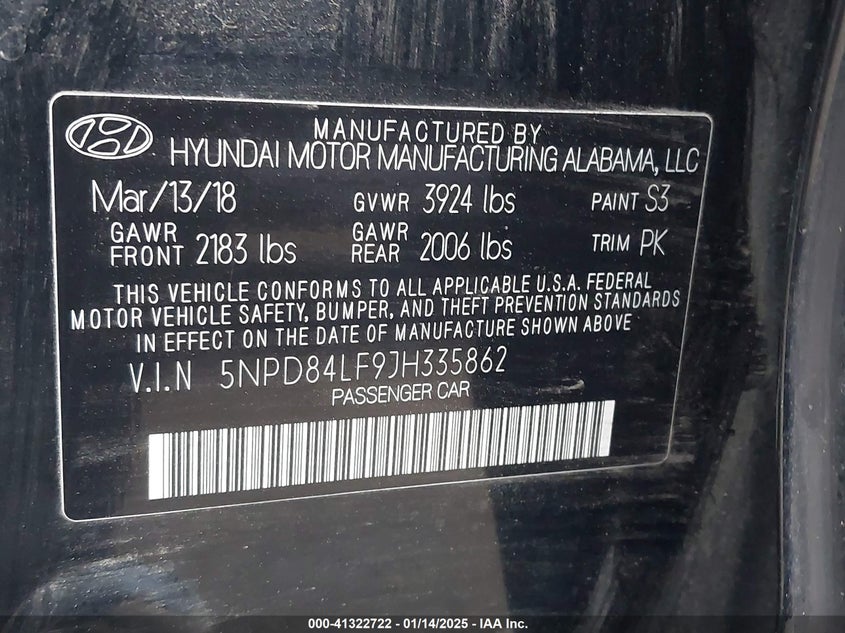 MANUFACTURED BY
HYUNDAI MOTOR MANUFACTURING ALABAMA, LLC
Mar/13/18 GVWR 3924 lbs PAINT S3
GAWR FRONT 2183 lbs GAWR REAR 2006 lbs TRIM PK
THIS VEHICLE CONFORMS TO ALL APPLICABLE U.S.A. FEDERAL
MOTOR VEHICLE SAFETY, BUMPER, AND THEFT PREVENTION STANDARDS
IN EFFECT ON THE DATE OF MANUFACTURE SHOWN ABOVE
V.I.N 5NPD84LF9JH335862
PASSENGER CAR
000-41322722 - 01/14/2025 - IAA Inc.